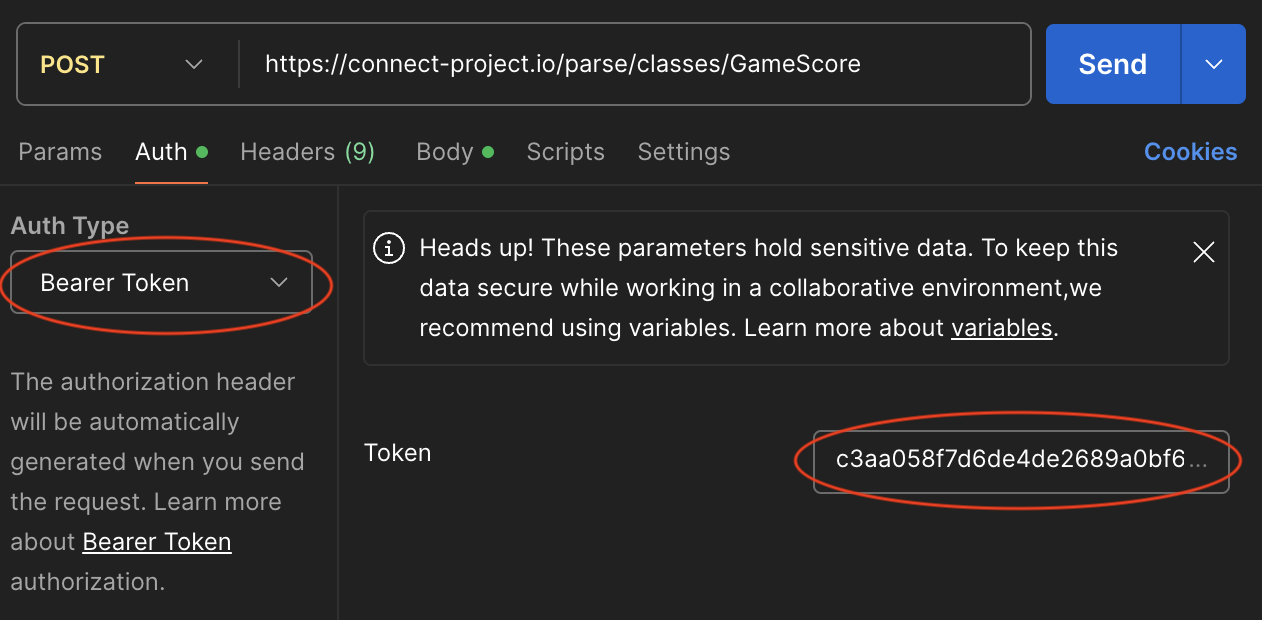 POST
https://connect-project.io/parse/classes/GameScore
Send
Params
Auth
Headers (9)
Body
Scripts
Settings
Cookies
Auth Type
Bearer Token
The authorization header
will be automatically
generated when you send
the request. Learn more
about Bearer Token
authorization.
Heads up! These parameters hold sensitive data. To keep this
data secure while working in a collaborative environment,we
recommend using variables. Learn more about variables.
Token
c3aa058f7d6de4de2689a0bf6...